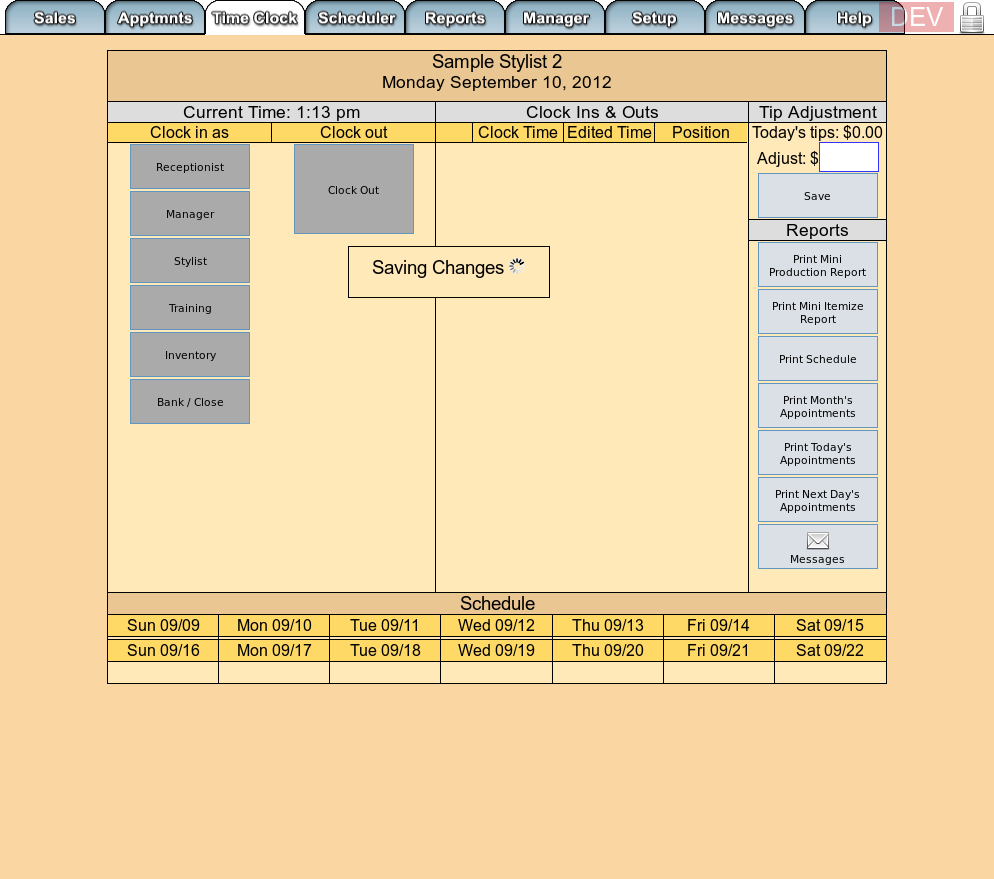 Sales Apptmnts Time Clock Scheduler Reports Manager Setup Messages Help DEV
Sample Stylist 2
Monday September 10, 2012
Current Time: 1:13 pm Clock Ins & Outs Tip Adjustment
Clock in as Clock out Clock Time Edited Time Position Today's tips: $0.00
Adjust: $
Receptionist
Manager
Stylist
Training
Inventory
Bank / Close
Clock Out
Saving Changes
Save
Reports
Print Mini
Production Report
Print Mini Itemize
Report
Print Schedule
Print Month's
Appointments
Print Today's
Appointments
Print Next Day's
Appointments
Messages
Schedule
Sun 09/09 Mon 09/10 Tue 09/11 Wed 09/12 Thu 09/13 Fri 09/14 Sat 09/15
Sun 09/16 Mon 09/17 Tue 09/18 Wed 09/19 Thu 09/20 Fri 09/21 Sat 09/22